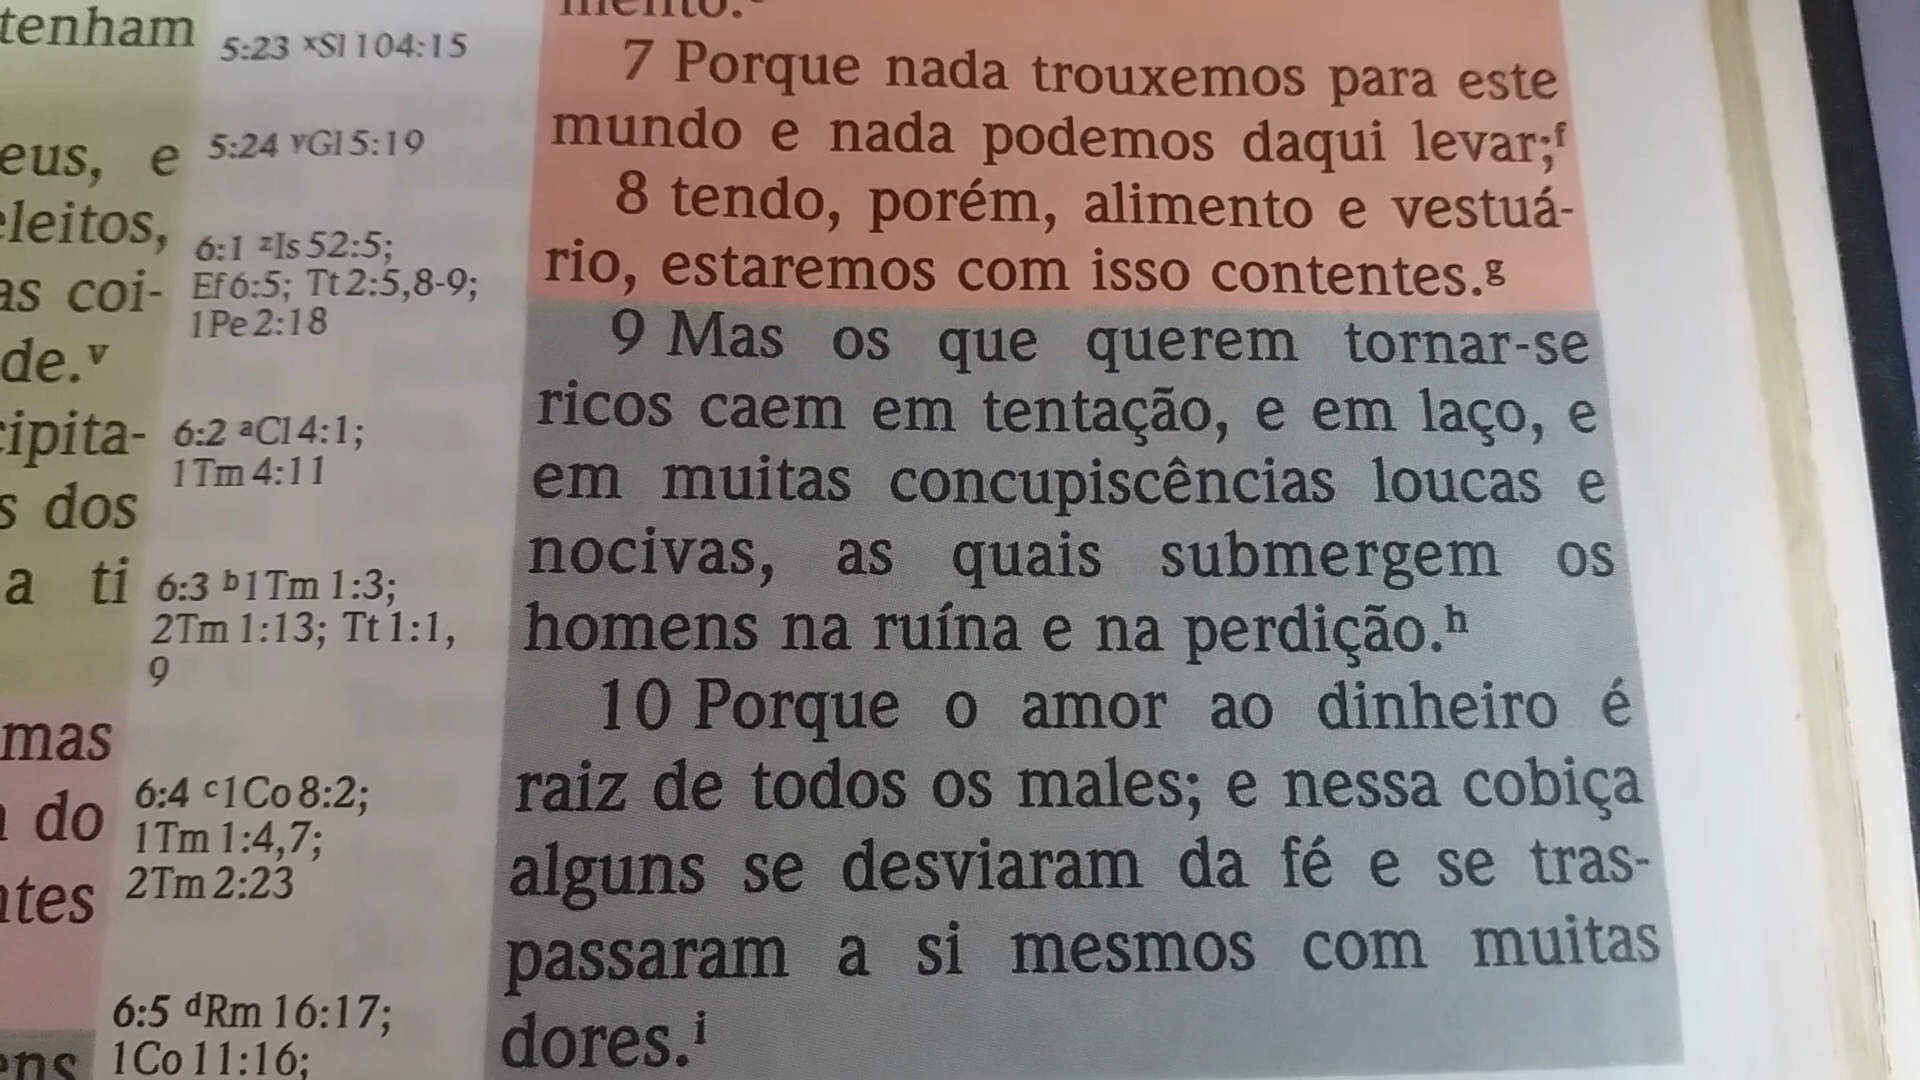 tenham
eus, e
eleitos,
as coi-
de.ᵛ
cipita-
s dos
a ti
mas
do
ntes
ens
5:23 ˣSl 104:15
5:24 ʸGl 5:19
6:1 ᶻIs 52:5;
Ef 6:5; Tt 2:5,8-9;
1Pe 2:18
6:2 ᵃCl 4:1;
1Tm 4:11
6:3 ᵇ1Tm 1:3;
2Tm 1:13; Tt 1:1,
9
6:4 ᶜ1Co 8:2;
1Tm 1:4,7;
2Tm 2:23
6:5 ᵈRm 16:17;
1Co 11:16;
mento.
7 Porque nada trouxemos para este
mundo e nada podemos daqui levar;ᶠ
8 tendo, porém, alimento e vestuá-
rio, estaremos com isso contentes.ᵍ
9 Mas os que querem tornar-se
ricos caem em tentação, e em laço, e
em muitas concupiscências loucas e
nocivas, as quais submergem os
homens na ruína e na perdição.ʰ
10 Porque o amor ao dinheiro é
raiz de todos os males; e nessa cobiça
alguns se desviaram da fé e se tras-
passaram a si mesmos com muitas
dores.ⁱ